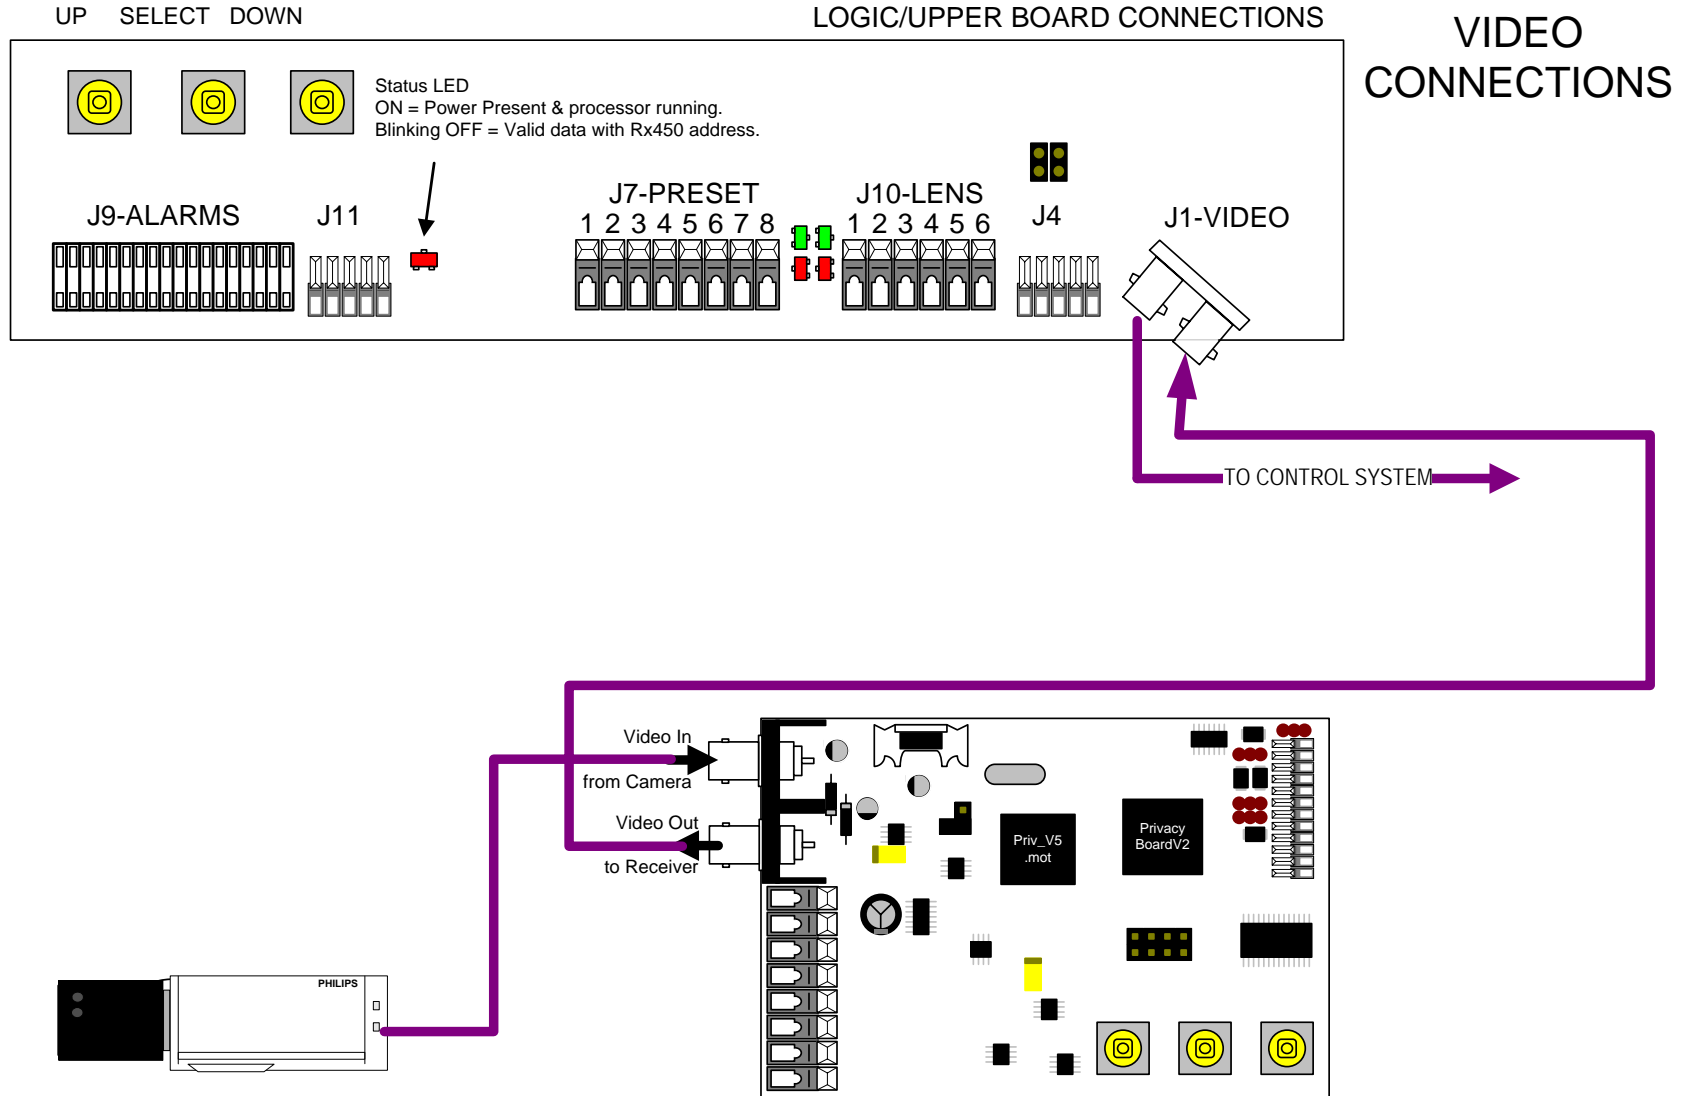 UP SELECT DOWN
LOGIC/UPPER BOARD CONNECTIONS
VIDEO
CONNECTIONS
Status LED
ON = Power Present & processor running.
Blinking OFF = Valid data with Rx450 address.
J9-ALARMS
J11
J7-PRESET
1 2 3 4 5 6 7 8
J10-LENS
1 2 3 4 5 6
J4
J1-VIDEO
TO CONTROL SYSTEM
Video In
from Camera
Video Out
to Receiver
Priv_V5
.mot
Privacy
BoardV2
PHILIPS